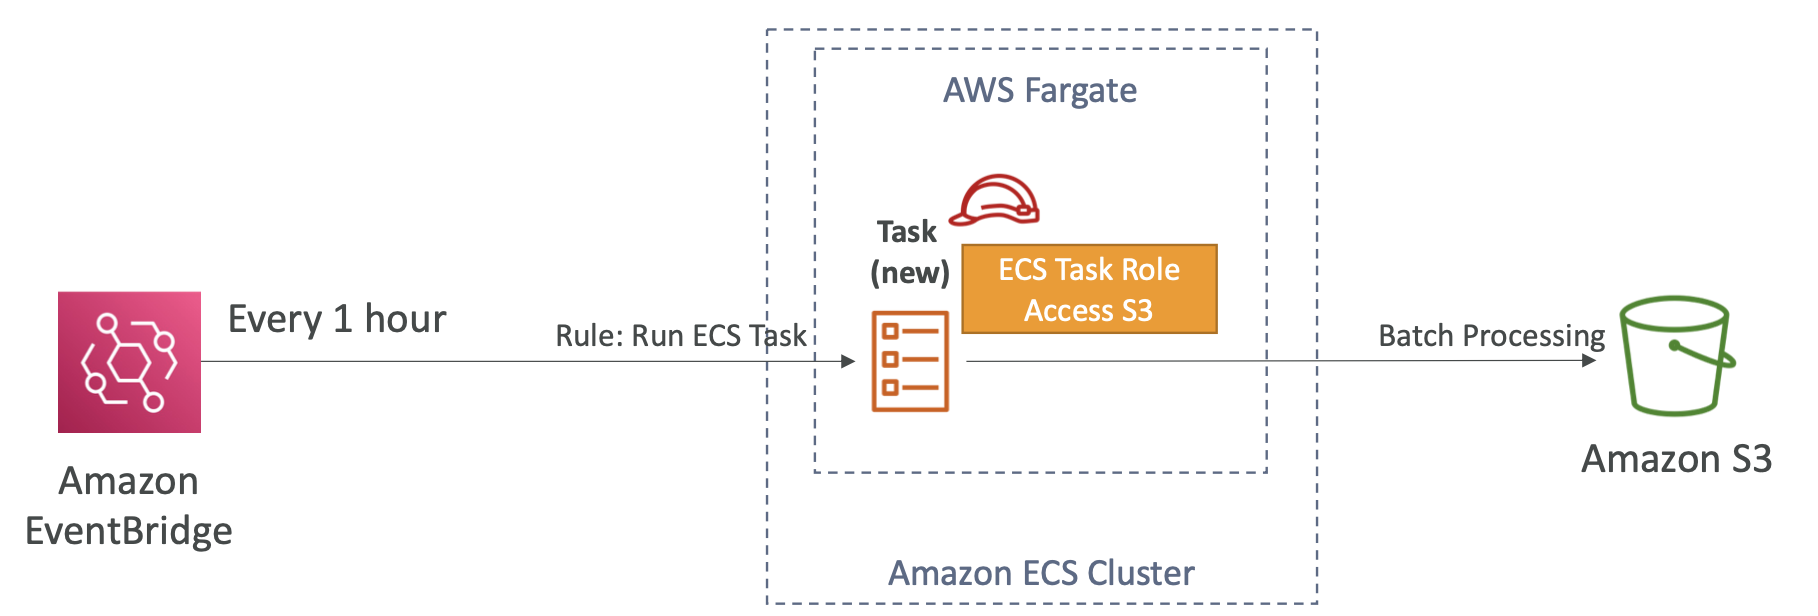 AWS Fargate
Task
(new)
ECS Task Role
Access S3
Every 1 hour
Rule: Run ECS Task
Batch Processing
Amazon
EventBridge
Amazon S3
Amazon ECS Cluster